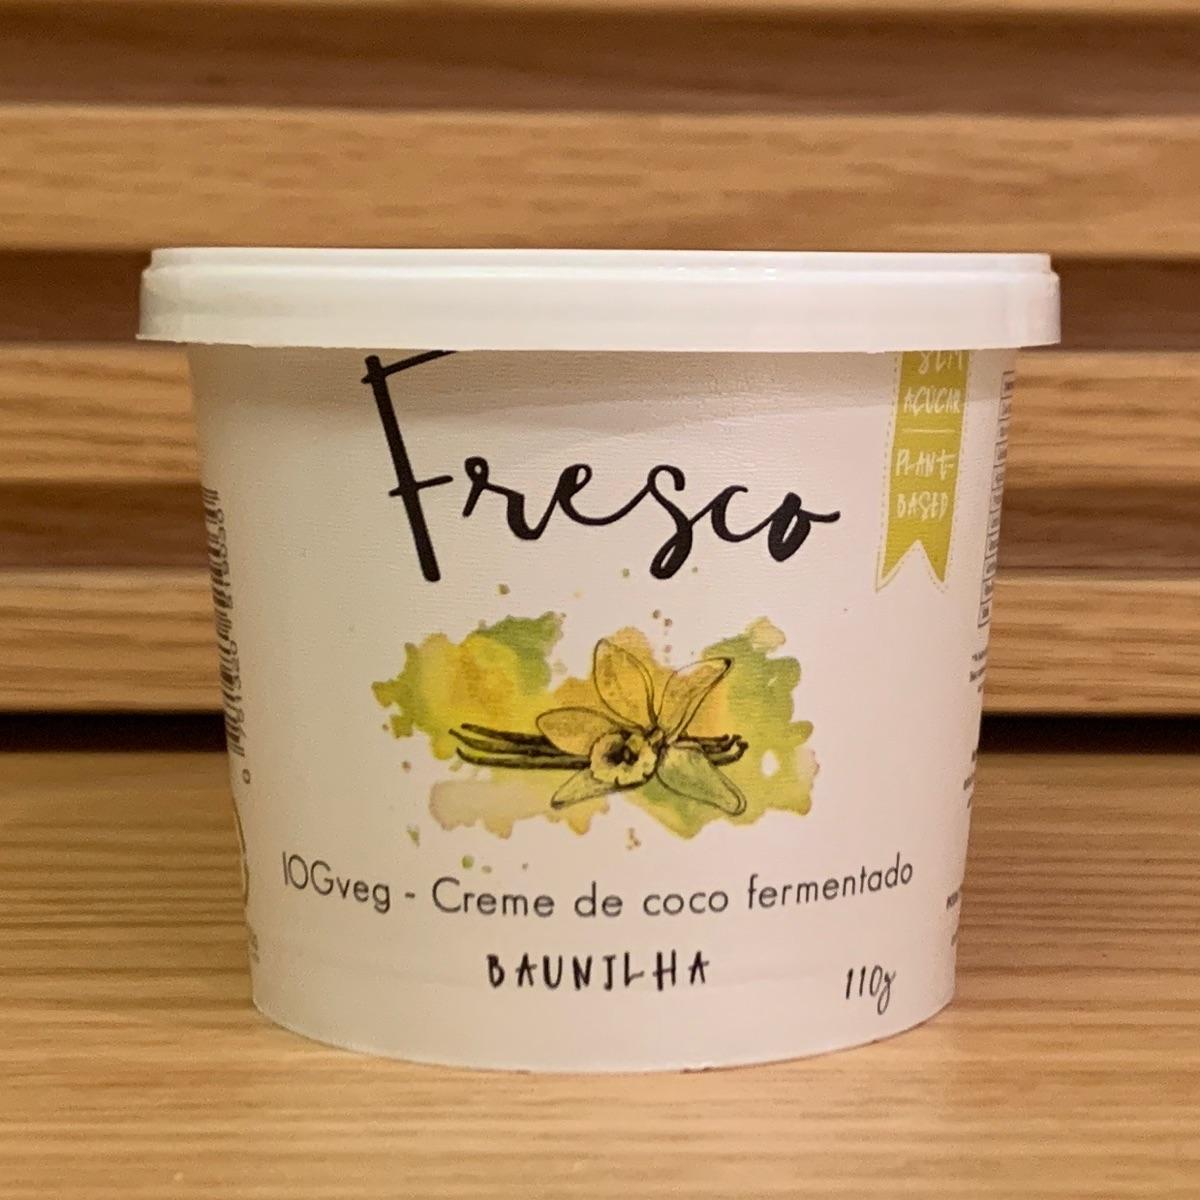 Fresco
SEM
AÇÚCAR
PLANT-
BASED
IOGveg - Creme de coco fermentado
BAUNILHA
110g